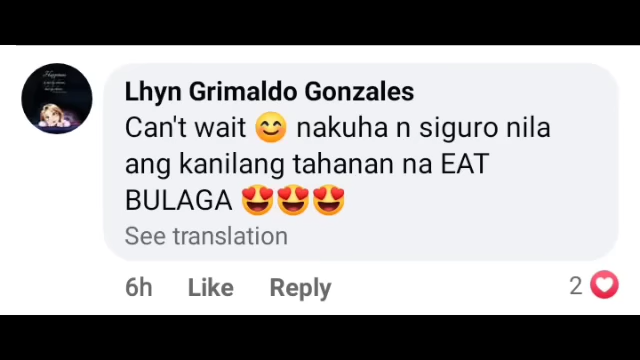 Lhyn Grimaldo Gonzales
Can't wait 😊 nakuha n siguro nila
ang kanilang tahanan na EAT
BULAGA 😍😍😍
See translation
6h Like Reply 2